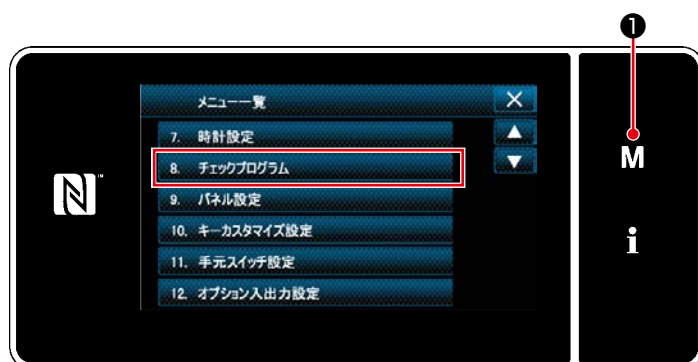 ❶
メニュー一覧
7. 時計設定
8. チェックプログラム
9. パネル設定
10. キーカスタマイズ設定
11. 手元スイッチ設定
12. オプション入出力設定
M
i